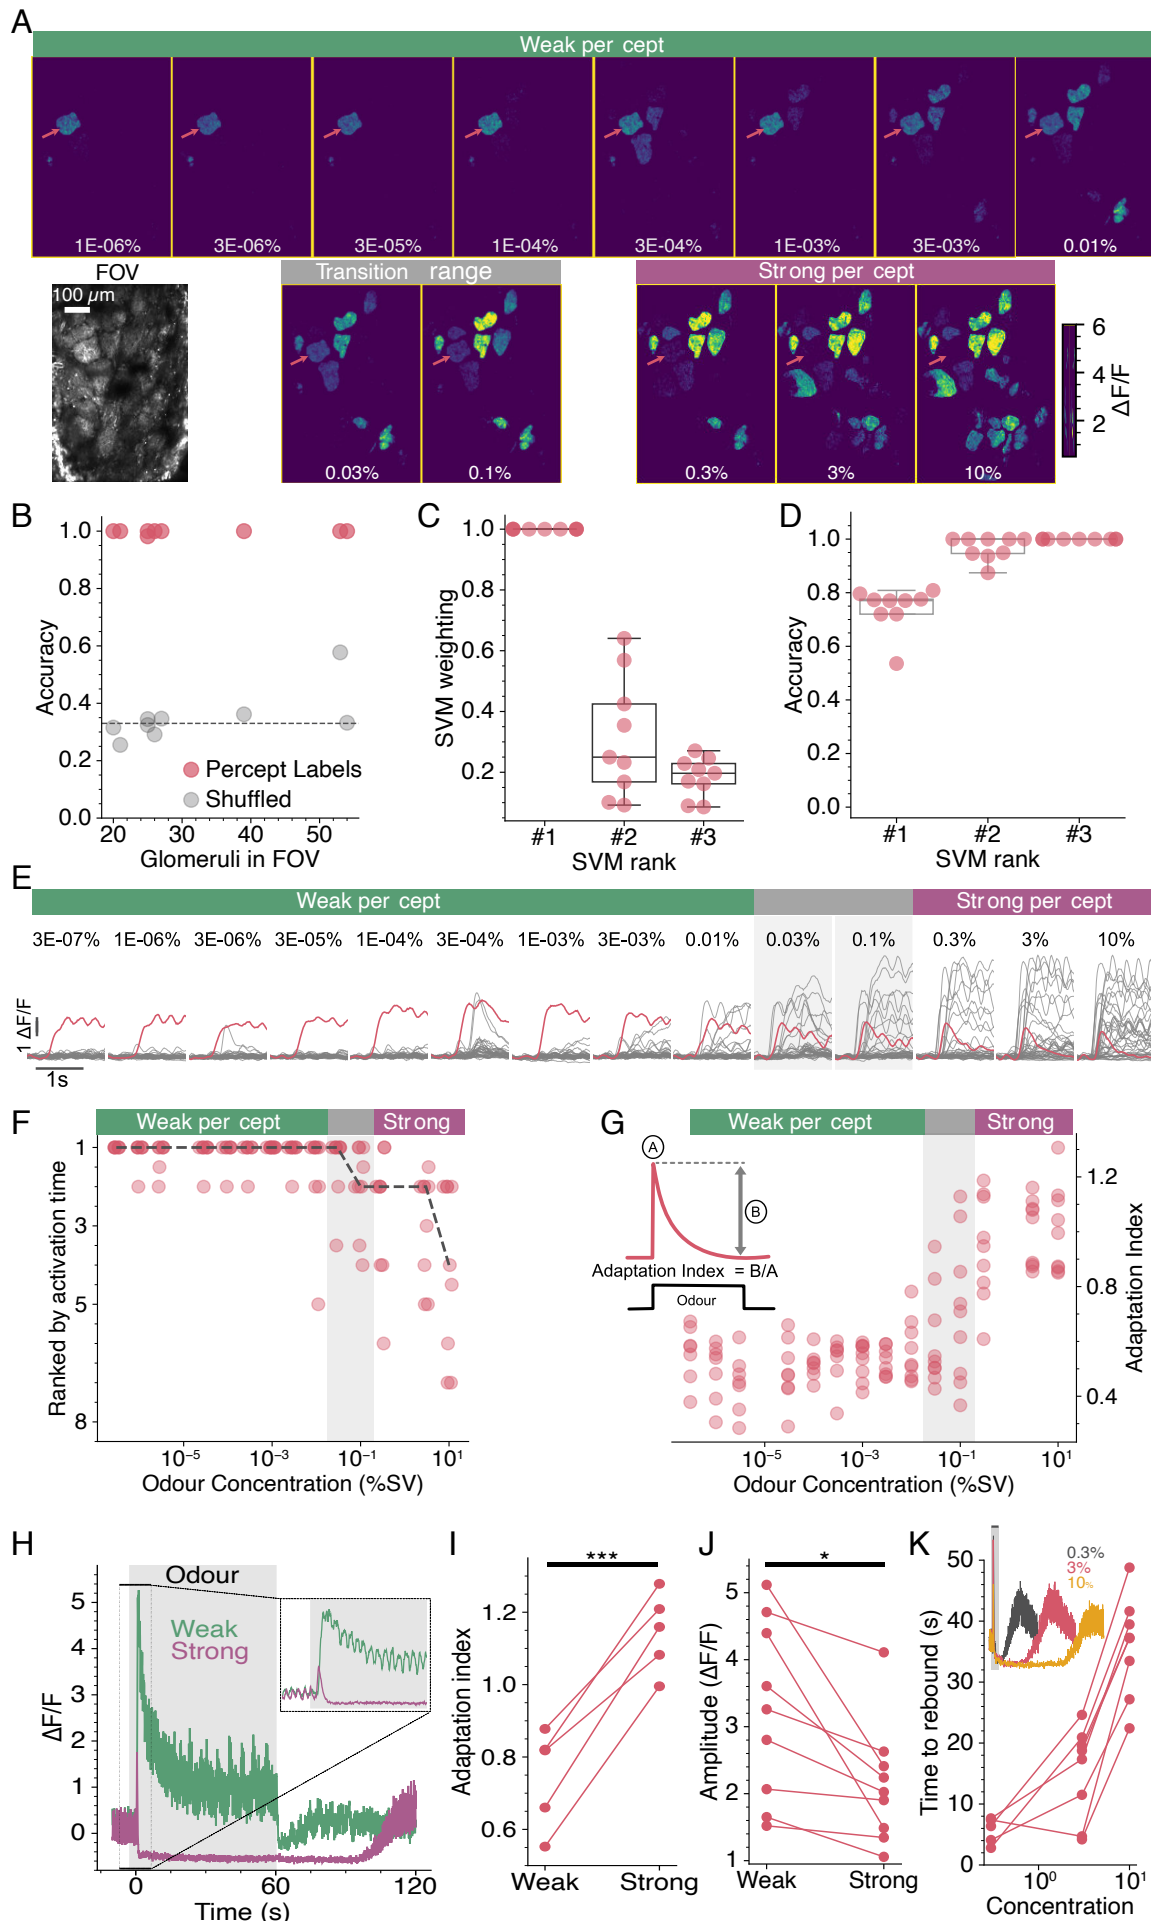 A
Weak per cept
1E-06%
3E-06%
3E-05%
1E-04%
3E-04%
1E-03%
3E-03%
0.01%
FOV
100 µm
Transition range
0.03%
0.1%
Strong per cept
0.3%
3%
10%
6
4
2
ΔF/F
B
Accuracy
1.0
0.8
0.6
0.4
0.2
0.0
Percept Labels
Shuffled
20
30
40
50
Glomeruli in FOV
C
SVM weighting
1.0
0.8
0.6
0.4
0.2
#1
#2
#3
SVM rank
D
Accuracy
1.0
0.8
0.6
0.4
0.2
0.0
#1
#2
#3
SVM rank
E
Weak per cept
Strong per cept
3E-07%
1E-06%
3E-06%
3E-05%
1E-04%
3E-04%
1E-03%
3E-03%
0.01%
0.03%
0.1%
0.3%
3%
10%
1 ΔF/F
1s
F
Weak per cept
Strong
Ranked by activation time
1
3
5
8
10⁻⁵
10⁻³
10⁻¹
10¹
Odour Concentration (%SV)
G
Weak per cept
Strong
A
B
Adaptation Index = B/A
Odour
1.2
0.8
0.4
Adaptation Index
10⁻⁵
10⁻³
10⁻¹
10¹
Odour Concentration (%SV)
H
Odour
Weak
Strong
ΔF/F
5
4
3
2
1
0
0
60
120
Time (s)
I
***
Adaptation index
1.2
1.0
0.8
0.6
Weak
Strong
J
*
Amplitude (ΔF/F)
5
4
3
2
1
Weak
Strong
K
0.3%
3%
10%
Time to rebound (s)
50
40
30
20
10
0
10⁰
10¹
Concentration